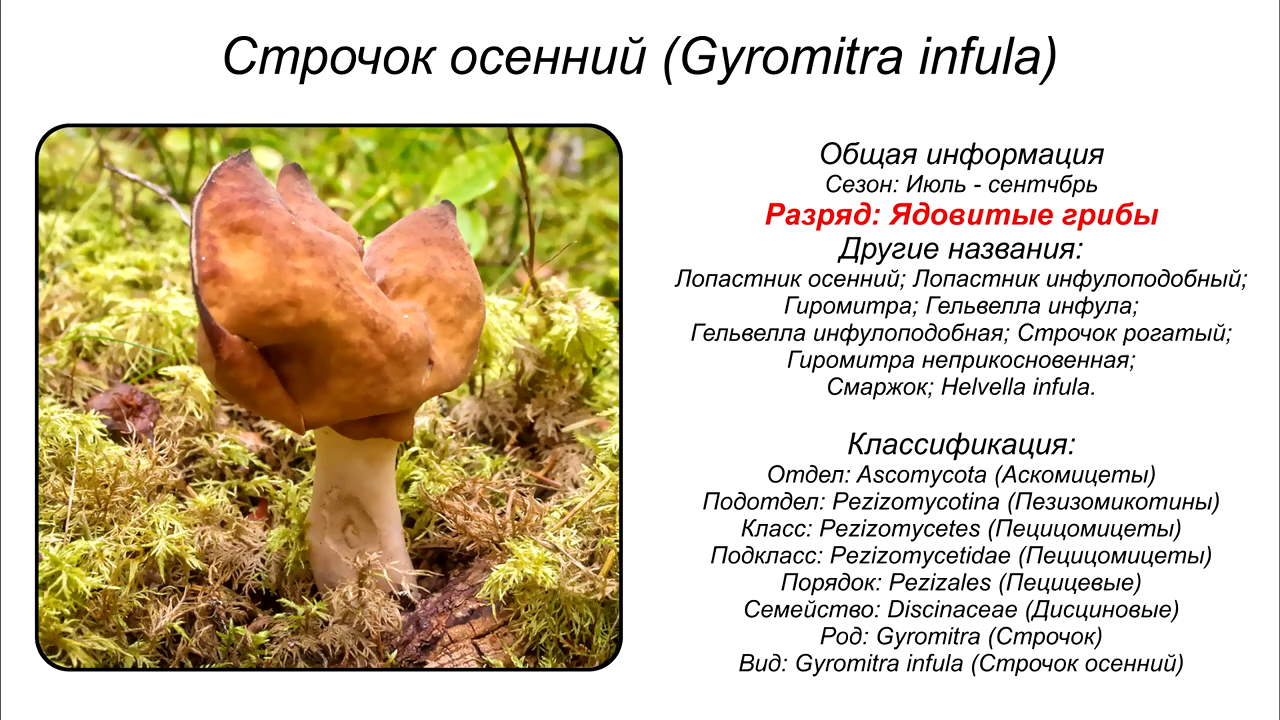 Строчок осенний (Gyromitra infula)
Общая информация
Сезон: Июль - сентчбрь
Разряд: Ядовитые грибы
Другие названия:
Лопастник осенний; Лопастник инфулоподобный;
Гиромитра; Гельвелла инфула;
Гельвелла инфулоподобная; Строчок рогатый;
Гиромитра неприкосновенная;
Смаржок; Helvella infula.
Классификация:
Отдел: Ascomycota (Аскомицеты)
Подотдел: Pezizomycotina (Пезизомикотины)
Класс: Pezizomycetes (Пецицомицеты)
Подкласс: Pezizomycetidae (Пецицомицеты)
Порядок: Pezizales (Пецицевые)
Семейство: Discinaceae (Дисциновые)
Род: Gyromitra (Строчок)
Вид: Gyromitra infula (Строчок осенний)